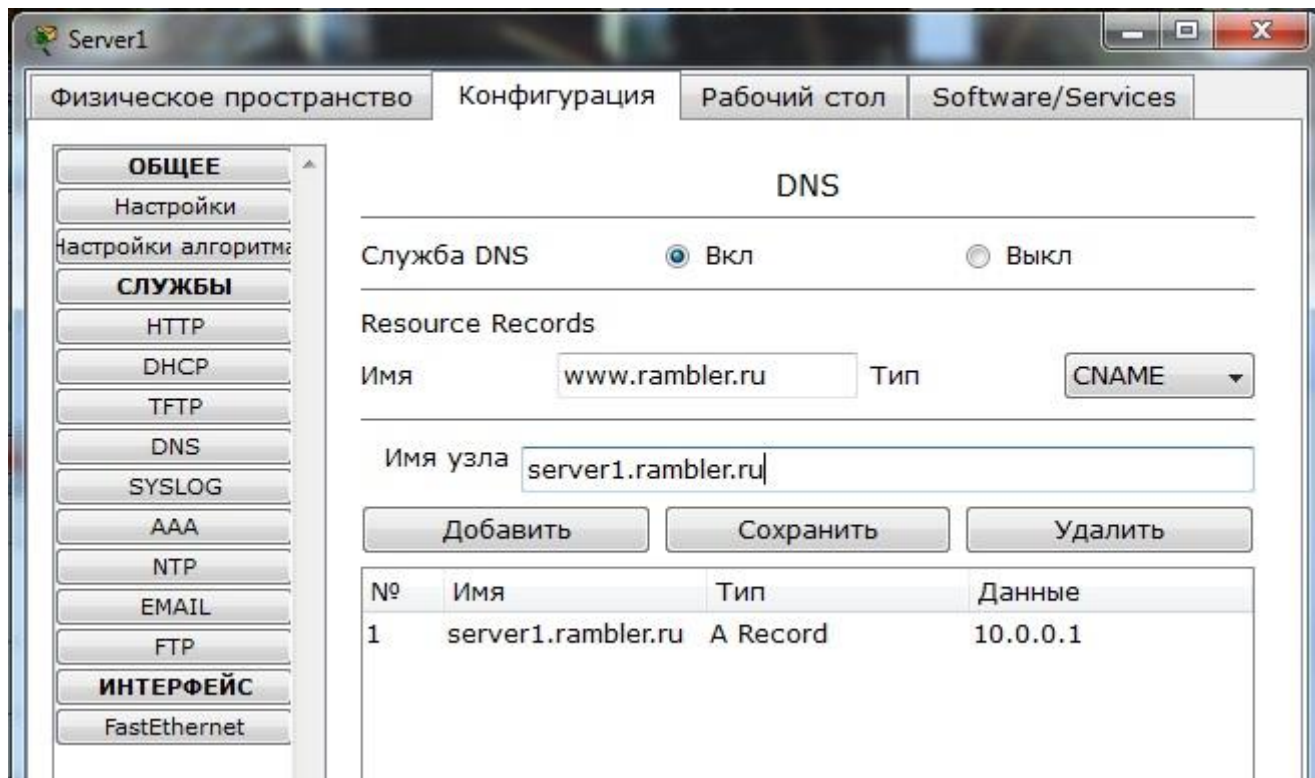 Server1
Физическое пространство Конфигурация Рабочий стол Software/Services
ОБЩЕЕ
Настройки
Настройки алгоритма
СЛУЖБЫ
HTTP
DHCP
TFTP
DNS
SYSLOG
AAA
NTP
EMAIL
FTP
ИНТЕРФЕЙС
FastEthernet
DNS
Служба DNS Вкл Выкл
Resource Records
Имя www.rambler.ru Тип CNAME
Имя узла server1.rambler.ru
Добавить Сохранить Удалить
№ Имя Тип Данные
1 server1.rambler.ru A Record 10.0.0.1